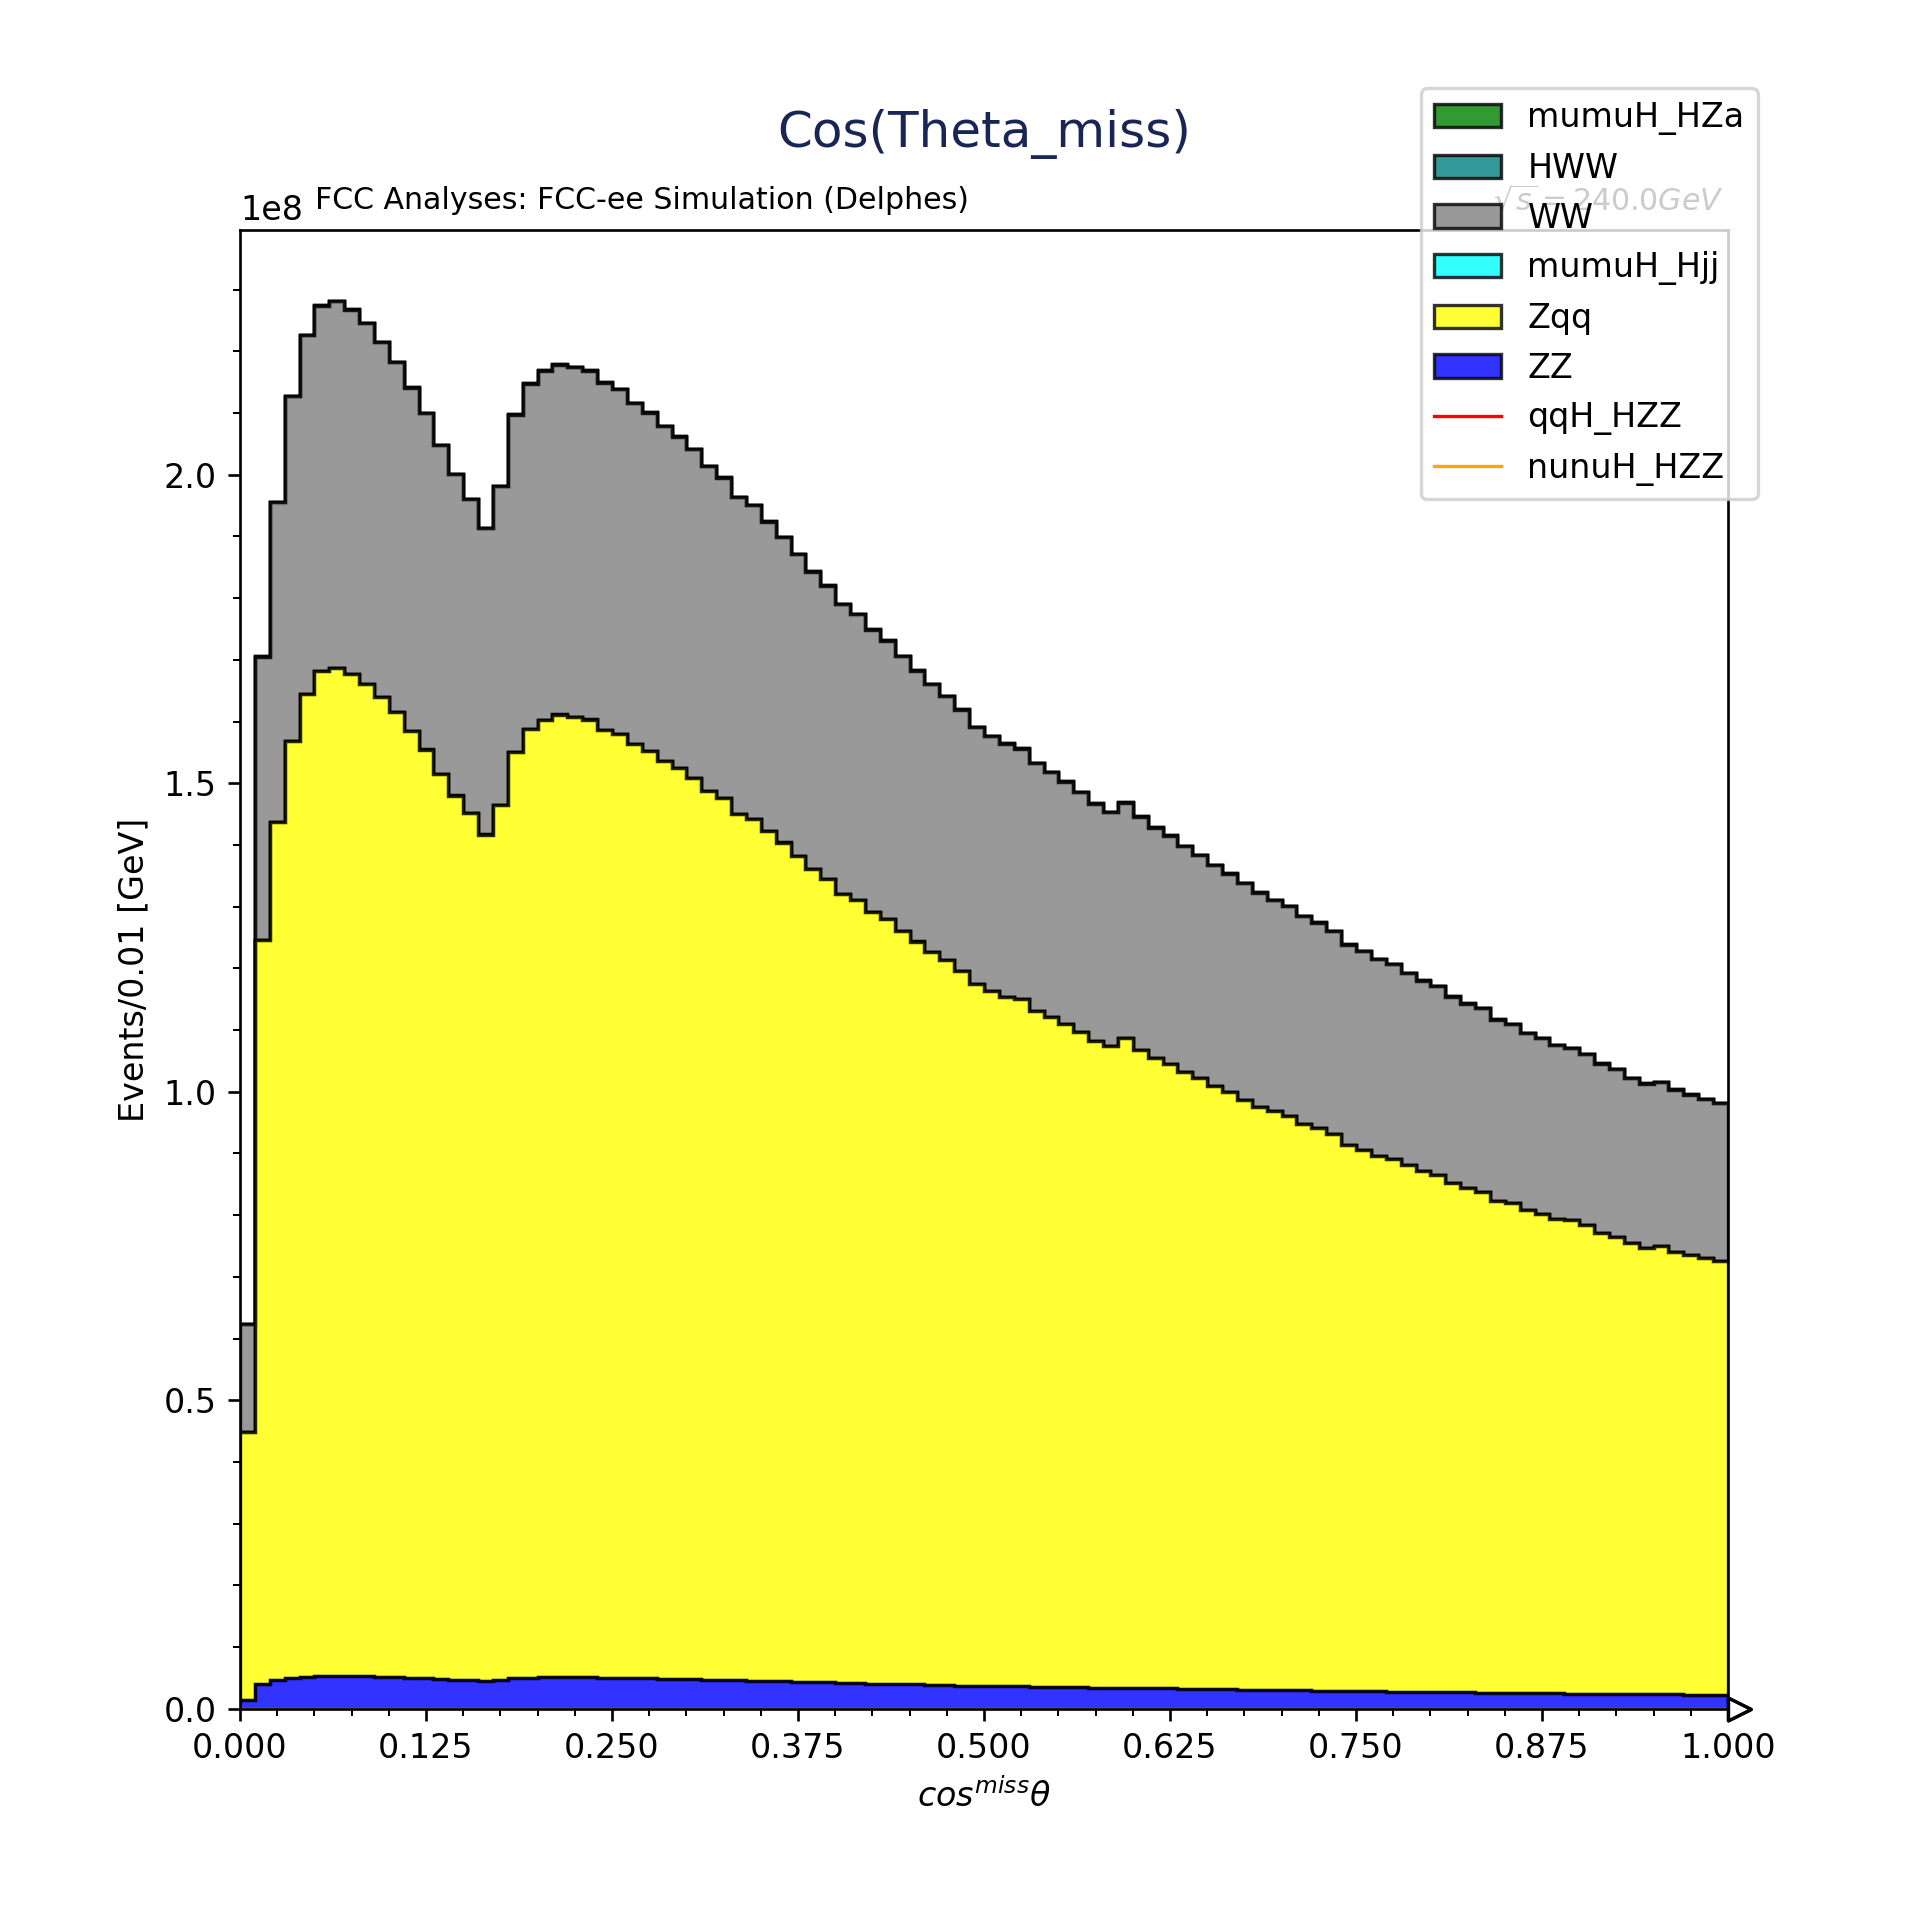 Cos(Theta_miss)
1e8 FCC Analyses: FCC-ee Simulation (Delphes)
√s = 240.0GeV
mumuH_HZa
HWW
WW
mumuH_Hjj
Zqq
ZZ
qqH_HZZ
nunuH_HZZ
Events/0.01 [GeV]
2.0
1.5
1.0
0.5
0.0
0.000 0.125 0.250 0.375 0.500 0.625 0.750 0.875 1.000
cos^{miss}θ